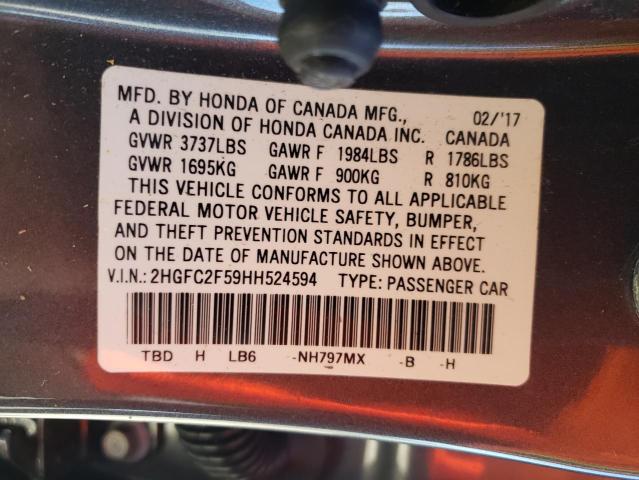 MFD. BY HONDA OF CANADA MFG., 02/'17
A DIVISION OF HONDA CANADA INC. CANADA
GVWR 3737LBS GAWR F 1984LBS R 1786LBS
GVWR 1695KG GAWR F 900KG R 810KG
THIS VEHICLE CONFORMS TO ALL APPLICABLE
FEDERAL MOTOR VEHICLE SAFETY, BUMPER,
AND THEFT PREVENTION STANDARDS IN EFFECT
ON THE DATE OF MANUFACTURE SHOWN ABOVE.
V.I.N.: 2HGFC2F59HH524594 TYPE: PASSENGER CAR
TBD H LB6 -NH797MX -B -H